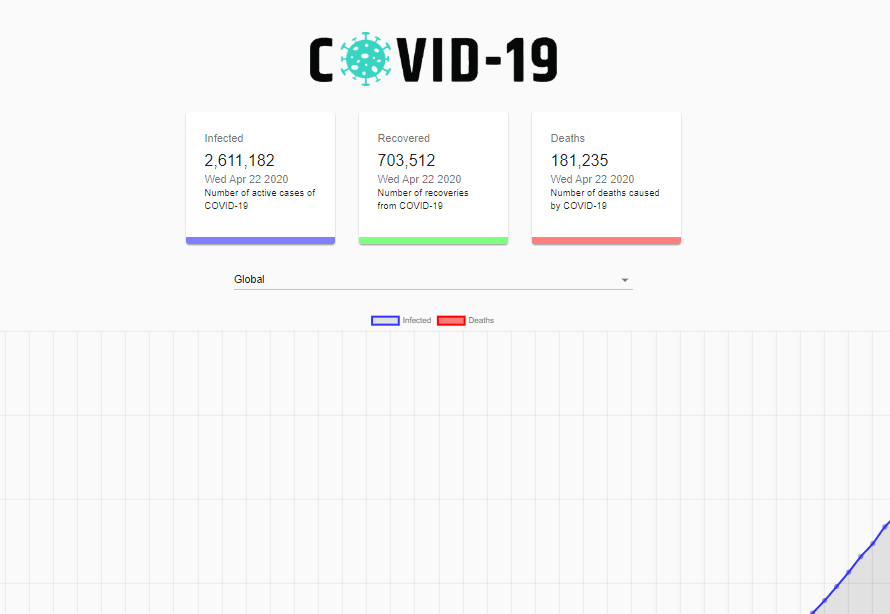 COVID-19
Infected
2,611,182
Wed Apr 22 2020
Number of active cases of
COVID-19
Recovered
703,512
Wed Apr 22 2020
Number of recoveries
from COVID-19
Deaths
181,235
Wed Apr 22 2020
Number of deaths caused
by COVID-19
Global
Infected Deaths